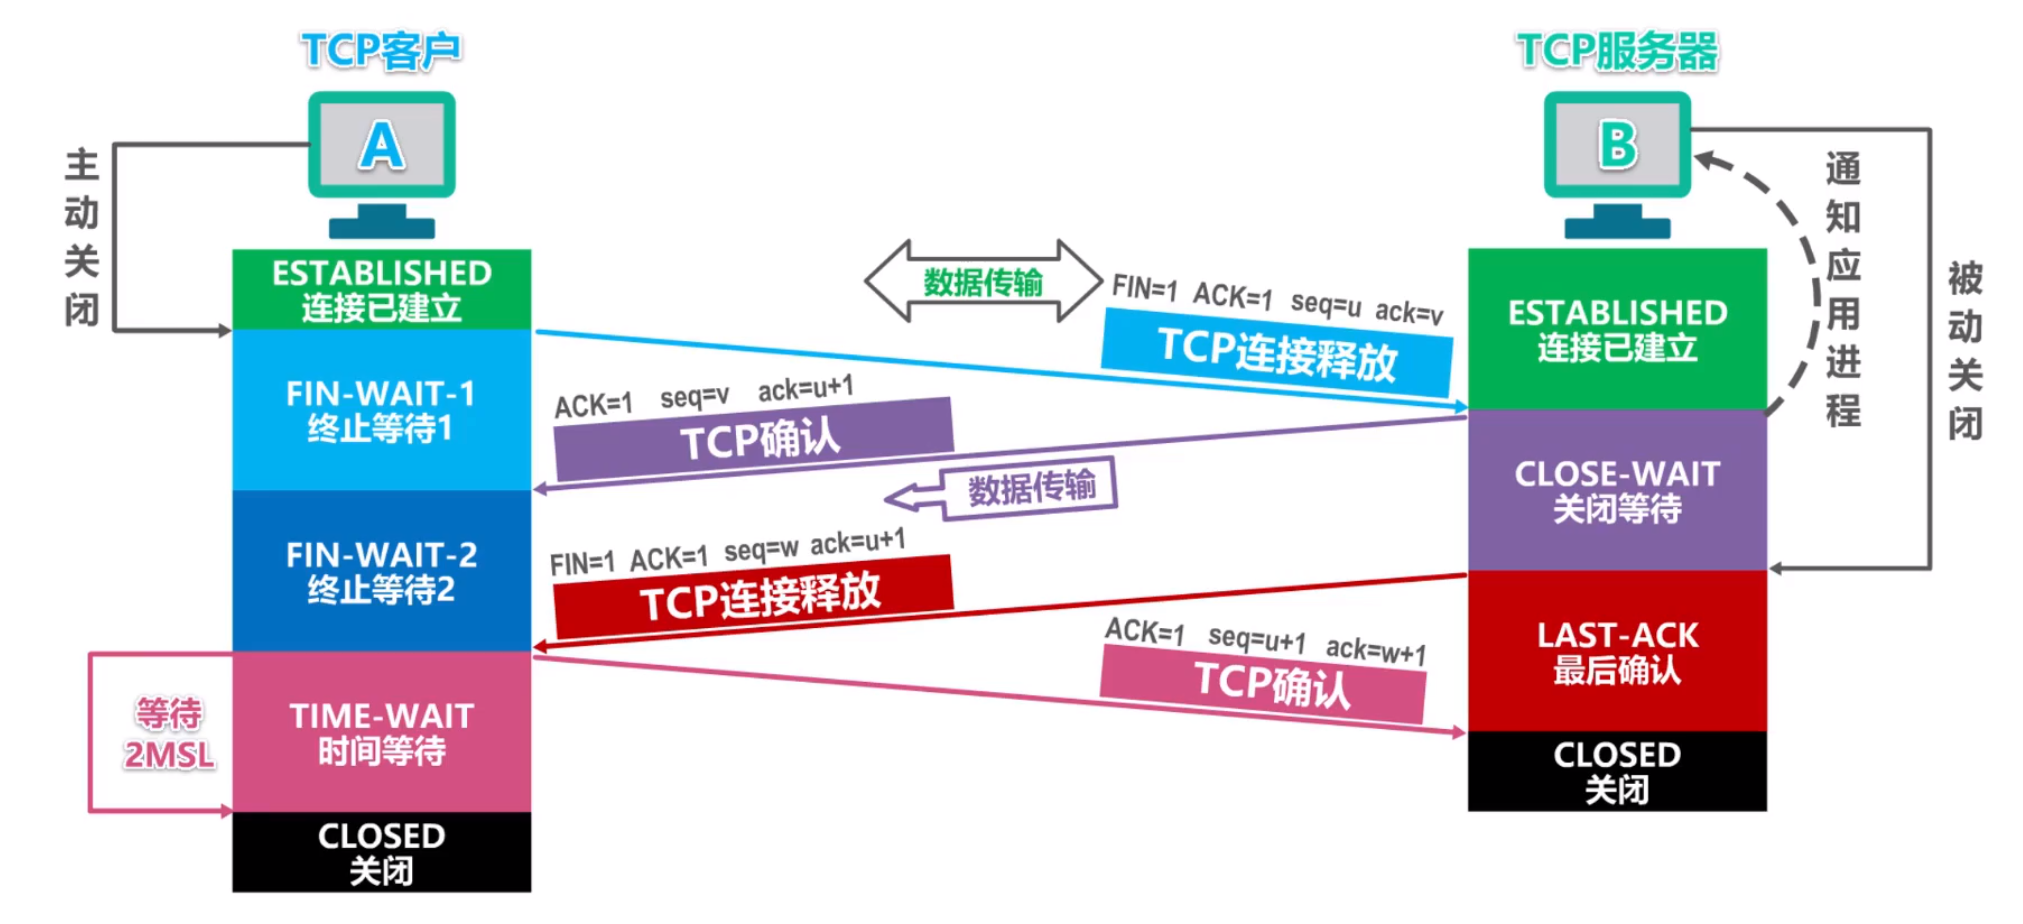 TCP客户
TCP服务器
A
B
主动关闭
通知应用进程
被动关闭
数据传输
ESTABLISHED
连接已建立
FIN=1 ACK=1 seq=u ack=v
TCP连接释放
ESTABLISHED
连接已建立
FIN-WAIT-1
终止等待1
ACK=1 seq=v ack=u+1
TCP确认
数据传输
CLOSE-WAIT
关闭等待
FIN-WAIT-2
终止等待2
FIN=1 ACK=1 seq=w ack=u+1
TCP连接释放
ACK=1 seq=u+1 ack=w+1
TCP确认
LAST-ACK
最后确认
等待
2MSL
TIME-WAIT
时间等待
CLOSED
关闭
CLOSED
关闭